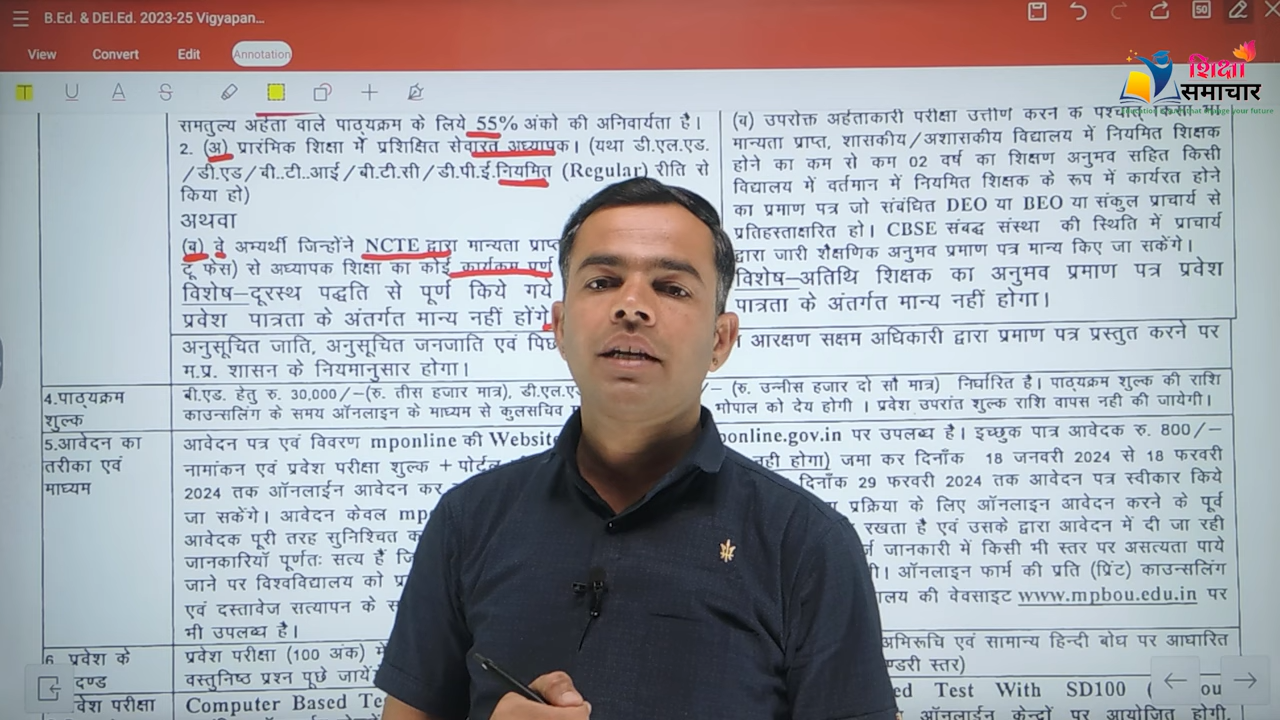 B.Ed. & DEl.Ed. 2023-25 Vigyapan...
50
View Convert Edit Annotation
शिक्षा
समाचार
समतुल्य अर्हता वाले पाठ्यक्रम के लिये 55% अंको की अनिवार्यता है।
2. (अ) प्रारंभिक शिक्षा में प्रशिक्षित सेवारत अध्यापक। (यथा डी.एल.एड.
/डी.एड/बी.टी..आई/बी.टी.सी/डी.पी.ई.नियमित (Regular) रीति से
किया हो)
अथवा
(ब) वे अभ्यर्थी जिन्होंने NCTE द्वारा मान्यता प्राप्त
टू फेस) से अध्यापक शिक्षा का कोई कार्यक्रम पूर्ण
विशेष–दूरस्थ पद्धति से पूर्ण किये गये
प्रवेश पात्रता के अंतर्गत मान्य नहीं होंगे
(व) उपरोक्त अर्हताकारी परीक्षा उत्तीर्ण करने के पश्चात
मान्यता प्राप्त, शासकीय/अशासकीय विद्यालय में नियमित शिक्षक
होने का कम से कम 02 वर्ष का शिक्षण अनुभव सहित किसी
विद्यालय में वर्तमान में नियमित शिक्षक के रूप में कार्यरत होने
का प्रमाण पत्र जो संबंधित DEO या BEO या संकुल प्राचार्य से
प्रतिहस्ताक्षरित हो। CBSE संबद्ध संस्था की स्थिति में प्राचार्य
द्वारा जारी शैक्षणिक अनुभव प्रमाण पत्र मान्य किए जा सकेंगे।
विशेष–अतिथि शिक्षक का अनुभव प्रमाण पत्र प्रवेश
पात्रता के अंतर्गत मान्य नहीं होगा।
अनुसूचित जाति, अनुसूचित जनजाति एवं आरक्षण सक्षम अधिकारी द्वारा प्रमाण पत्र प्रस्तुत करने पर
म.प्र. शासन के नियमानुसार होगा।
4.पाठ्यक्रम
शुल्क
बी.एड. हेतु रु. 30,000/–(रु. तीस हजार मात्र), डी.एल.ए /– (रु. उन्नीस हजार दो सौ मात्र) निर्धारित है। पाठ्यक्रम शुल्क की राशि
काउन्सलिंग के समय ऑनलाइन के माध्यम से कुलसचिव भोपाल को देय होगी । प्रवेश उपरांत शुल्क राशि वापस नही की जायेगी।
5.आवेदन का
तरीका एवं
माध्यम
आवेदन पत्र एवं विवरण mponline की Website ponline.gov.in पर उपलब्ध है। इच्छुक पात्र आवेदक रु. 800/–
नामांकन एवं प्रवेश परीक्षा शुल्क + पोर्टल नही होगा) जमा कर दिनाँक 18 जनवरी 2024 से 18 फरवरी
2024 तक ऑनलाईन आवेदन कर दिनाँक 29 फरवरी 2024 तक आवेदन पत्र स्वीकार किये
जा सकेंगे। आवेदन केवल mp प्रक्रिया के लिए ऑनलाइन आवेदन करने के पूर्व
आवेदक पूरी तरह सुनिश्चित रखता है एवं उसके द्वारा आवेदन में दी जा रही
जानकारियाँ पूर्णतः सत्य हैं जानकारी में किसी भी स्तर पर असत्यता पाये
जाने पर विश्वविद्यालय को ऑनलाइन फार्म की प्रति (प्रिंट) काउन्सलिंग
एवं दस्तावेज सत्यापन के की वेवसाइट www.mpbou.edu.in पर
भी उपलब्ध है।
6. प्रवेश के
दण्ड
प्रवेश परीक्षा (100 अंक) अभिरूचि एवं सामान्य हिन्दी बोध पर आधारित
वस्तुनिष्ठ प्रश्न पूछे जायें
Computer Based Te ed Test With SD100
ऑनलाईन केन्द्रों पर आयोजित होगी